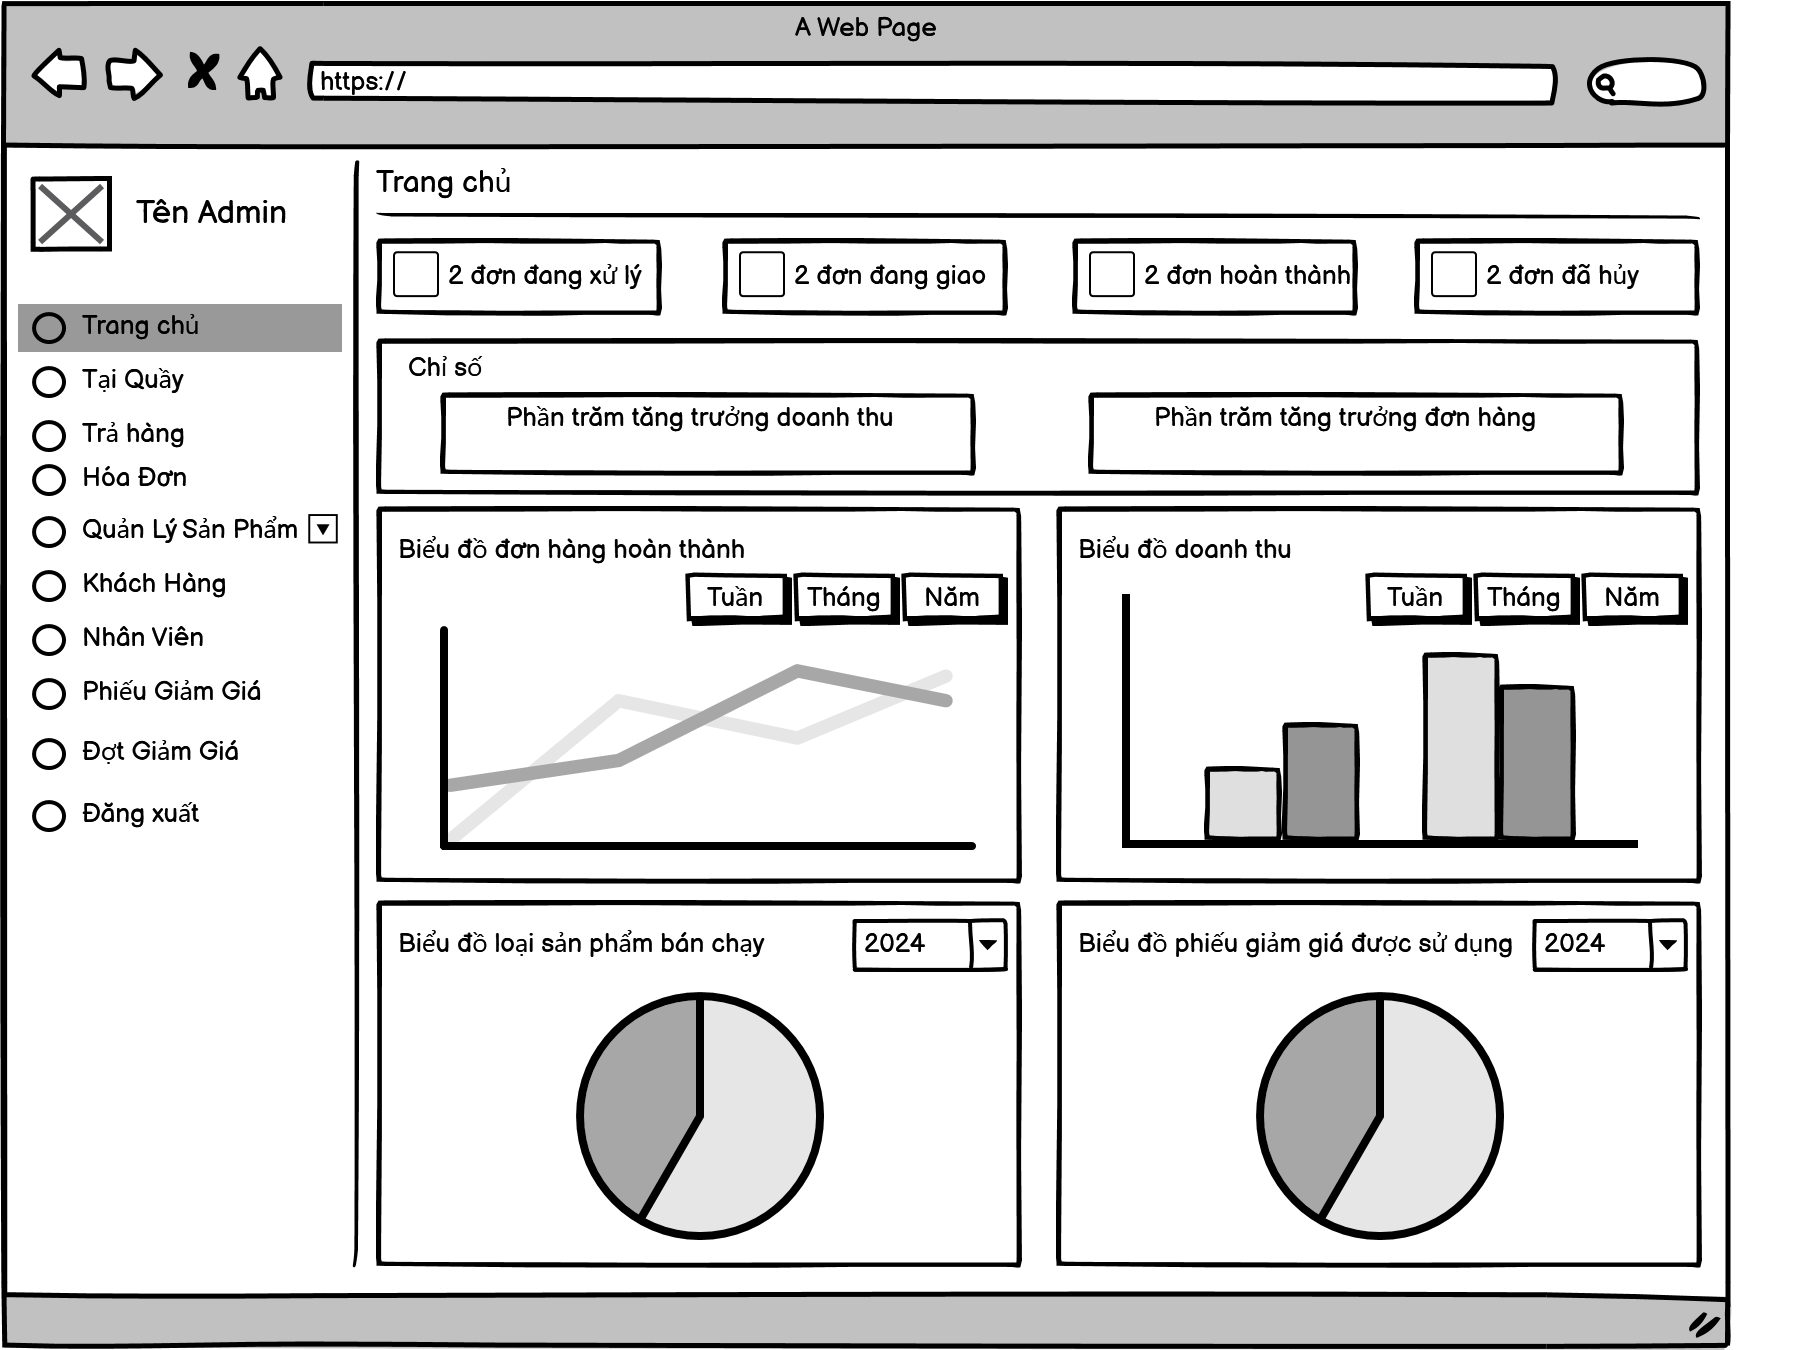 A Web Page
https://
Tên Admin
Trang chủ
Tại Quầy
Trả hàng
Hóa Đơn
Quản Lý Sản Phẩm
Khách Hàng
Nhân Viên
Phiếu Giảm Giá
Đợt Giảm Giá
Đăng xuất
Trang chủ
2 đơn đang xử lý
2 đơn đang giao
2 đơn hoàn thành
2 đơn đã hủy
Chỉ số
Phần trăm tăng trưởng doanh thu
Phần trăm tăng trưởng đơn hàng
Biểu đồ đơn hàng hoàn thành
Tuần Tháng Năm
Biểu đồ doanh thu
Tuần Tháng Năm
Biểu đồ loại sản phẩm bán chạy
2024
Biểu đồ phiếu giảm giá được sử dụng
2024